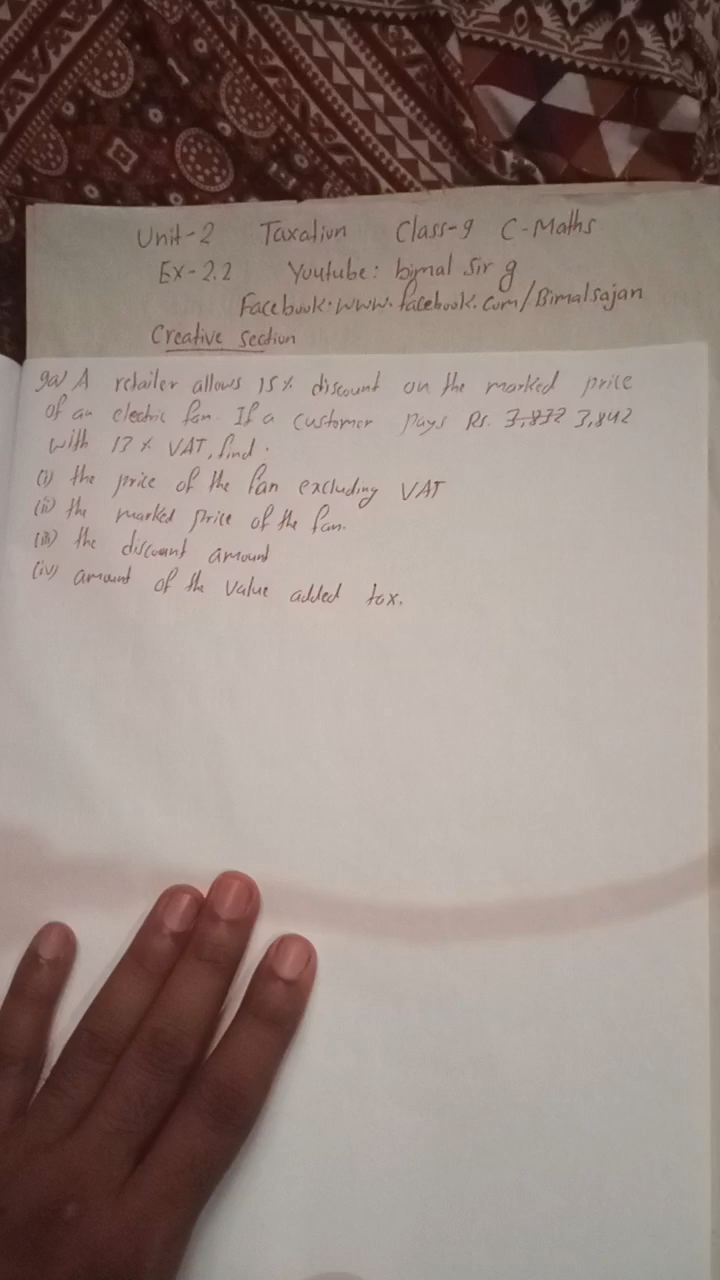 Unit-2 Taxation Class-9 C-Maths
Ex-2.2 Youtube: bimal sir g
Facebook: www.facebook.com/Bimalsajan
Creative section
9a) A retailer allows 15% discount on the marked price
of an electric fan. If a customer pays Rs. 3,832 3,842
with 13% VAT, find.
(i) the price of the fan excluding VAT
(ii) the marked price of the fan.
(iii) the discount amount
(iv) amount of the value added tax.